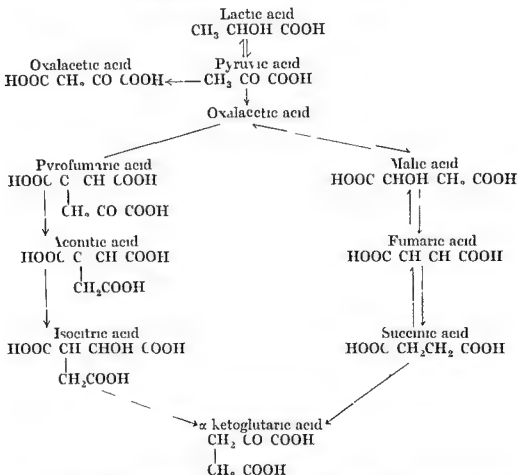 Lactic acid
CH3 CHOH COOH
Oxalacetic acid
HOOC CH2 CO COOH
Pyruvic acid
CH3 CO COOH
Oxalacetic acid
Pyrofumaric acid
HOOC C CH COOH
CH2 CO COOH
Malic acid
HOOC CHOH CH2 COOH
Aconitic acid
HOOC C CH COOH
CH2COOH
Fumaric acid
HOOC CH CH COOH
Isocitric acid
HOOC CH CHOH COOH
CH2COOH
Succinic acid
HOOC CH2CH2 COOH
α ketoglutaric acid
CH2 CO COOH
CH2 COOH